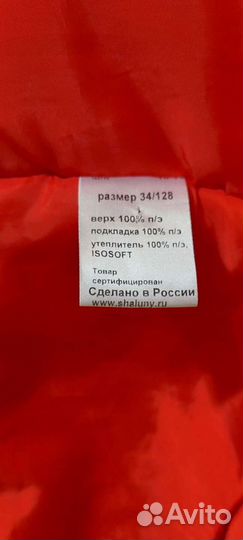 размер 34/128
верх 100% п/э
подкладка 100% п/э
утеплитель 100% п/э,
ISOSOFT
Товар
сертифицирован
Сделано в России
www.shaluny.ru
Avito